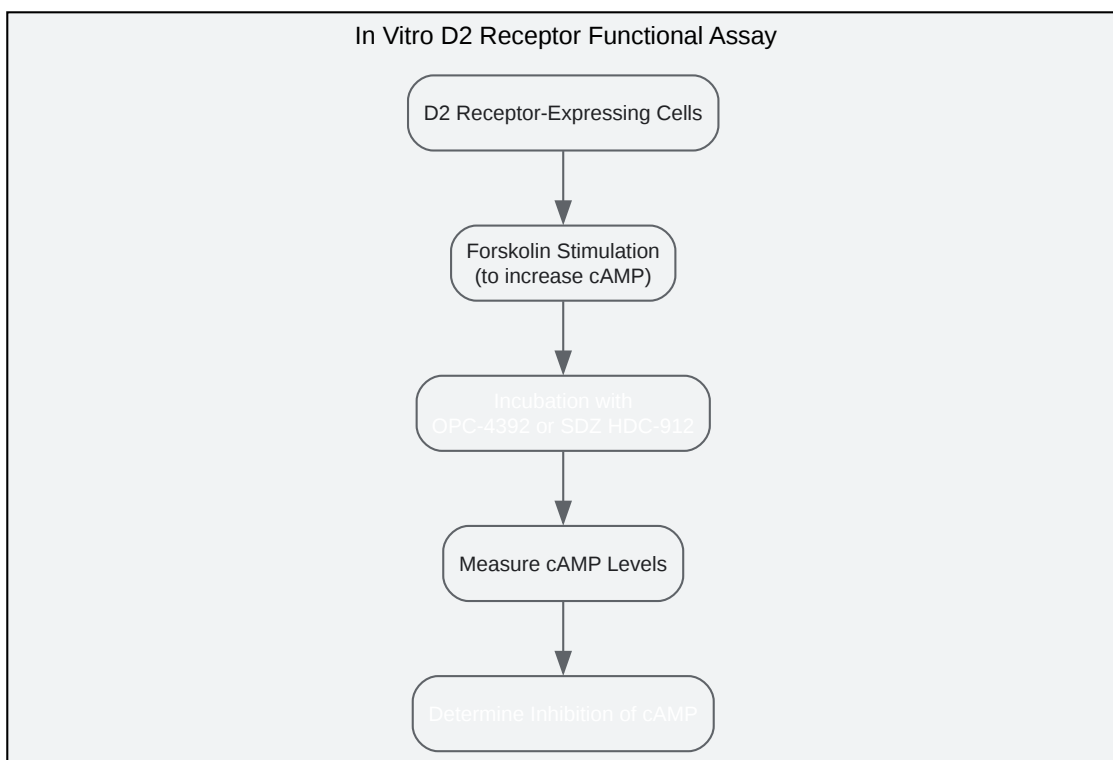 In Vitro D2 Receptor Functional Assay
D2 Receptor-Expressing Cells
Forskolin Stimulation
(to increase cAMP)
Incubation with
OPC-4392 or SDZ HDC-912
Measure cAMP Levels
Determine Inhibition of cAMP